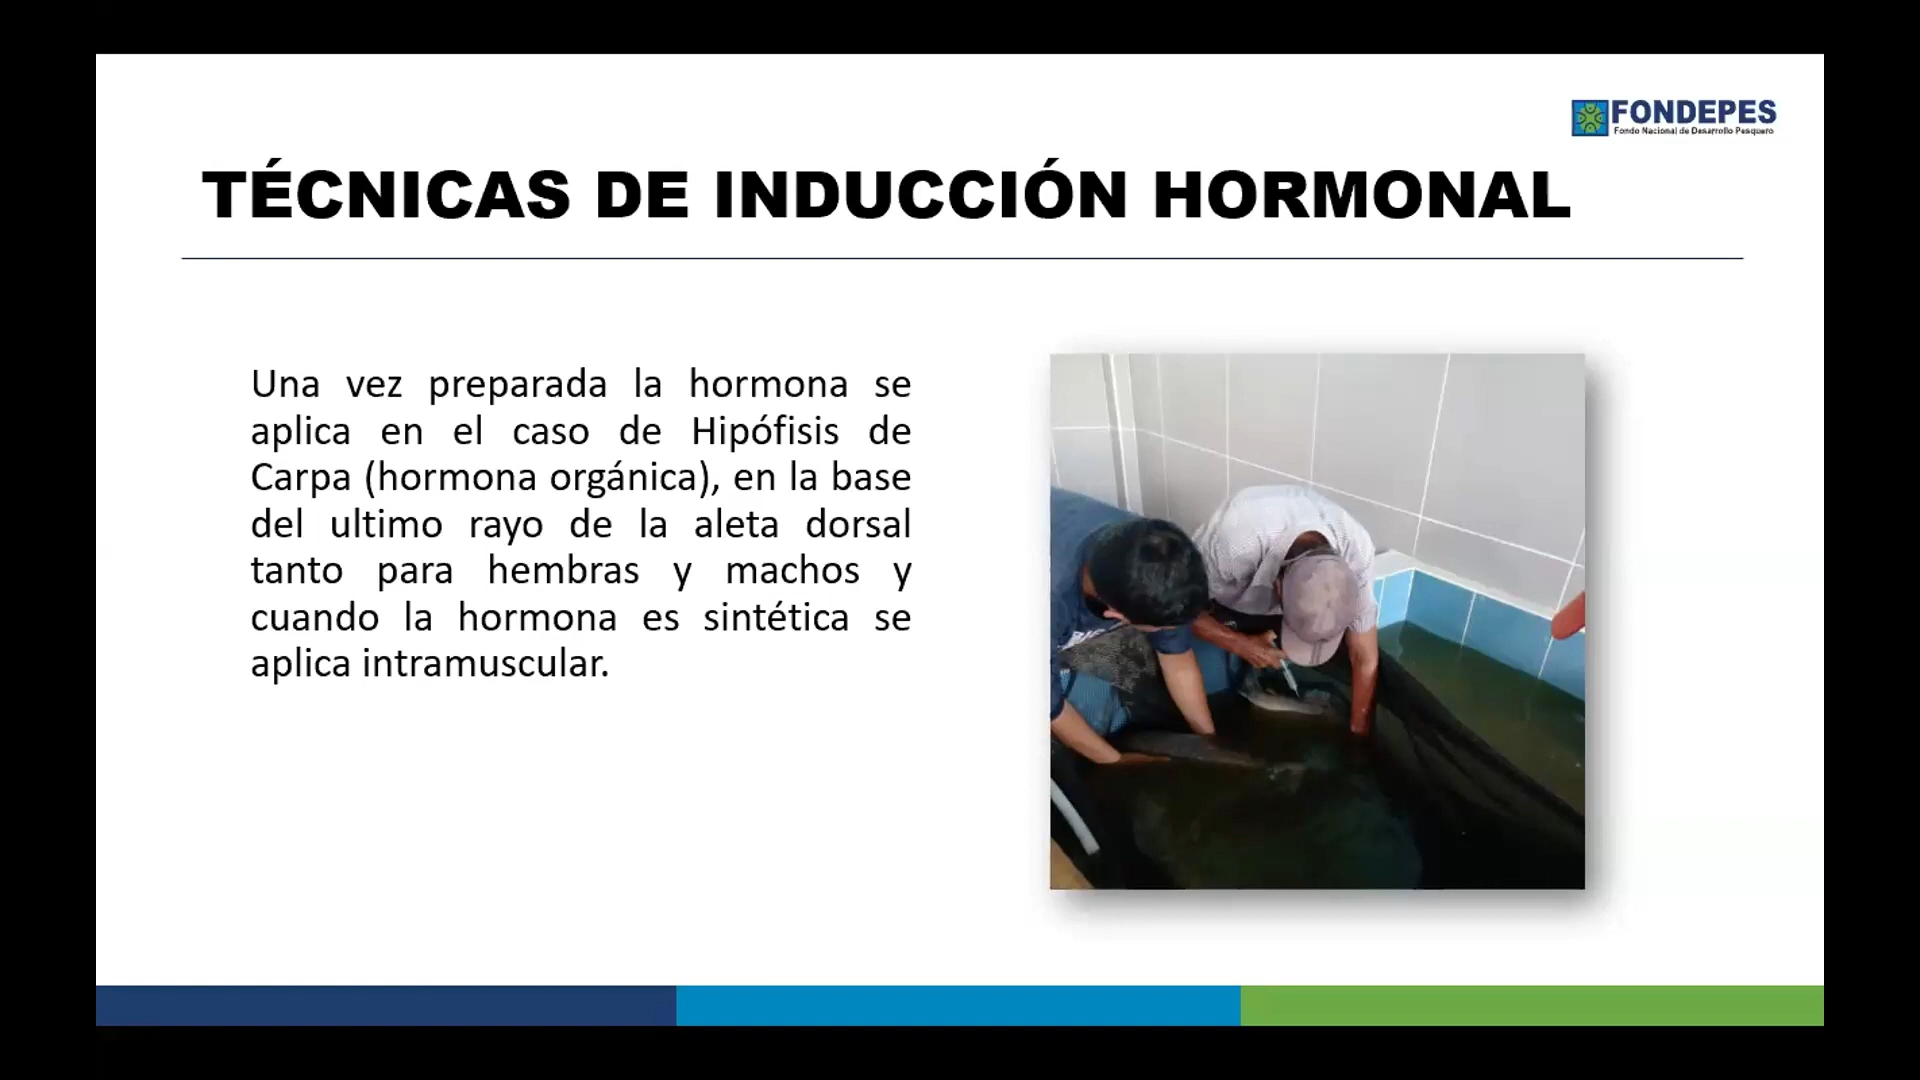 FONDEPES
Fondo Nacional de Desarrollo Pesquero
TÉCNICAS DE INDUCCIÓN HORMONAL
Una vez preparada la hormona se
aplica en el caso de Hipófisis de
Carpa (hormona orgánica), en la base
del ultimo rayo de la aleta dorsal
tanto para hembras y machos y
cuando la hormona es sintética se
aplica intramuscular.